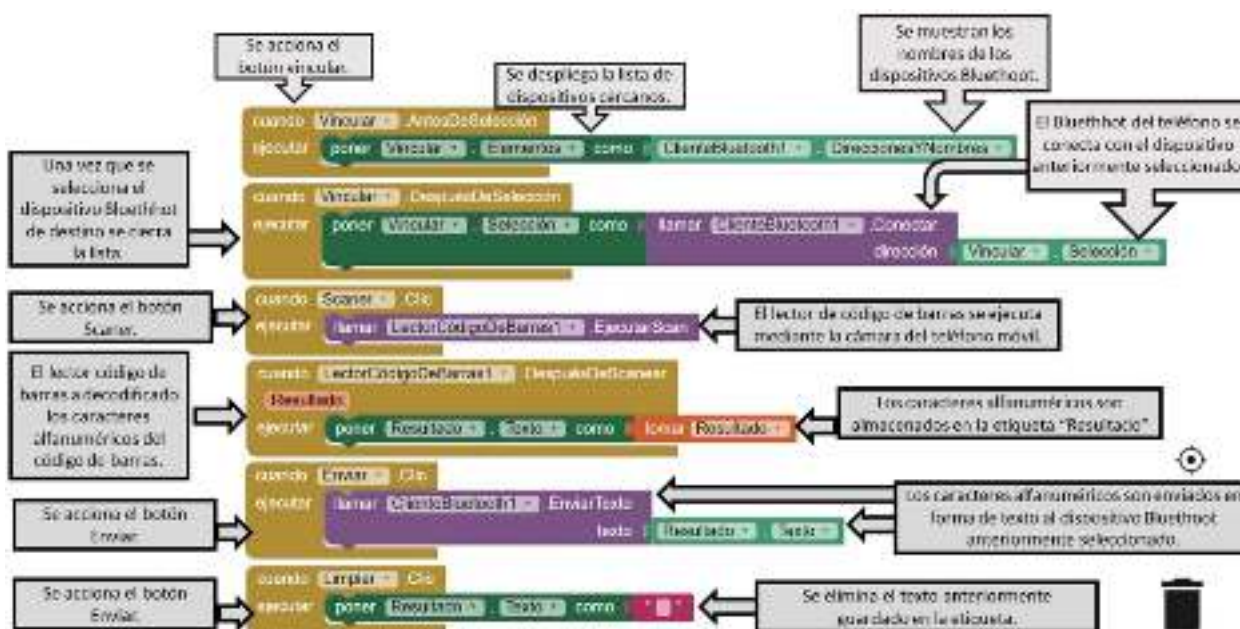 Se acciona el
botón vincular.
Se despliega la lista de
dispositivos cercanos.
Se muestran los
nombres de los
dispositivos Bluethoot.
El Bluethhot del teléfono se
conecta con el dispositivo
anteriormente seleccionado
cuando Vincular .AntesDeSelección
ejecutar poner Vincular . Elementos como ClienteBluetooth1 . DireccionesYNombres
Una vez que se
selecciona el
dispositivo Bluethhot
de destino se cierra
la lista.
cuando Vincular .DespuésDeSelección
ejecutar poner Vincular . Selección como llamar ClienteBluetooth1 .Conectar
dirección Vincular . Selección
Se acciona el botón
Scaner.
cuando Scaner .Clic
ejecutar llamar LectorCódigoDeBarras1 .EjecutarScan
El lector de código de barras se ejecuta
mediante la cámara del teléfono móvil.
El lector código de
barras a decodificado
los caracteres
alfanuméricos del
código de barras.
cuando LectorCódigoDeBarras1 .DespuésDeScanear
Resultado
ejecutar poner Resultado . Texto como tomar Resultado
Los caracteres alfanuméricos son
almacenados en la etiqueta "Resultado".
Se acciona el botón
Enviar
cuando Enviar .Clic
ejecutar llamar ClienteBluetooth1 .EnviarTexto
texto Resultado . Texto
Los caracteres alfanuméricos son enviados en
forma de texto al dispositivo Bluethoot
anteriormente seleccionado.
Se acciona el botón
Enviar.
cuando Limpiar .Clic
ejecutar poner Resultado . Texto como " "
Se elimina el texto anteriormente
guardado en la etiqueta.